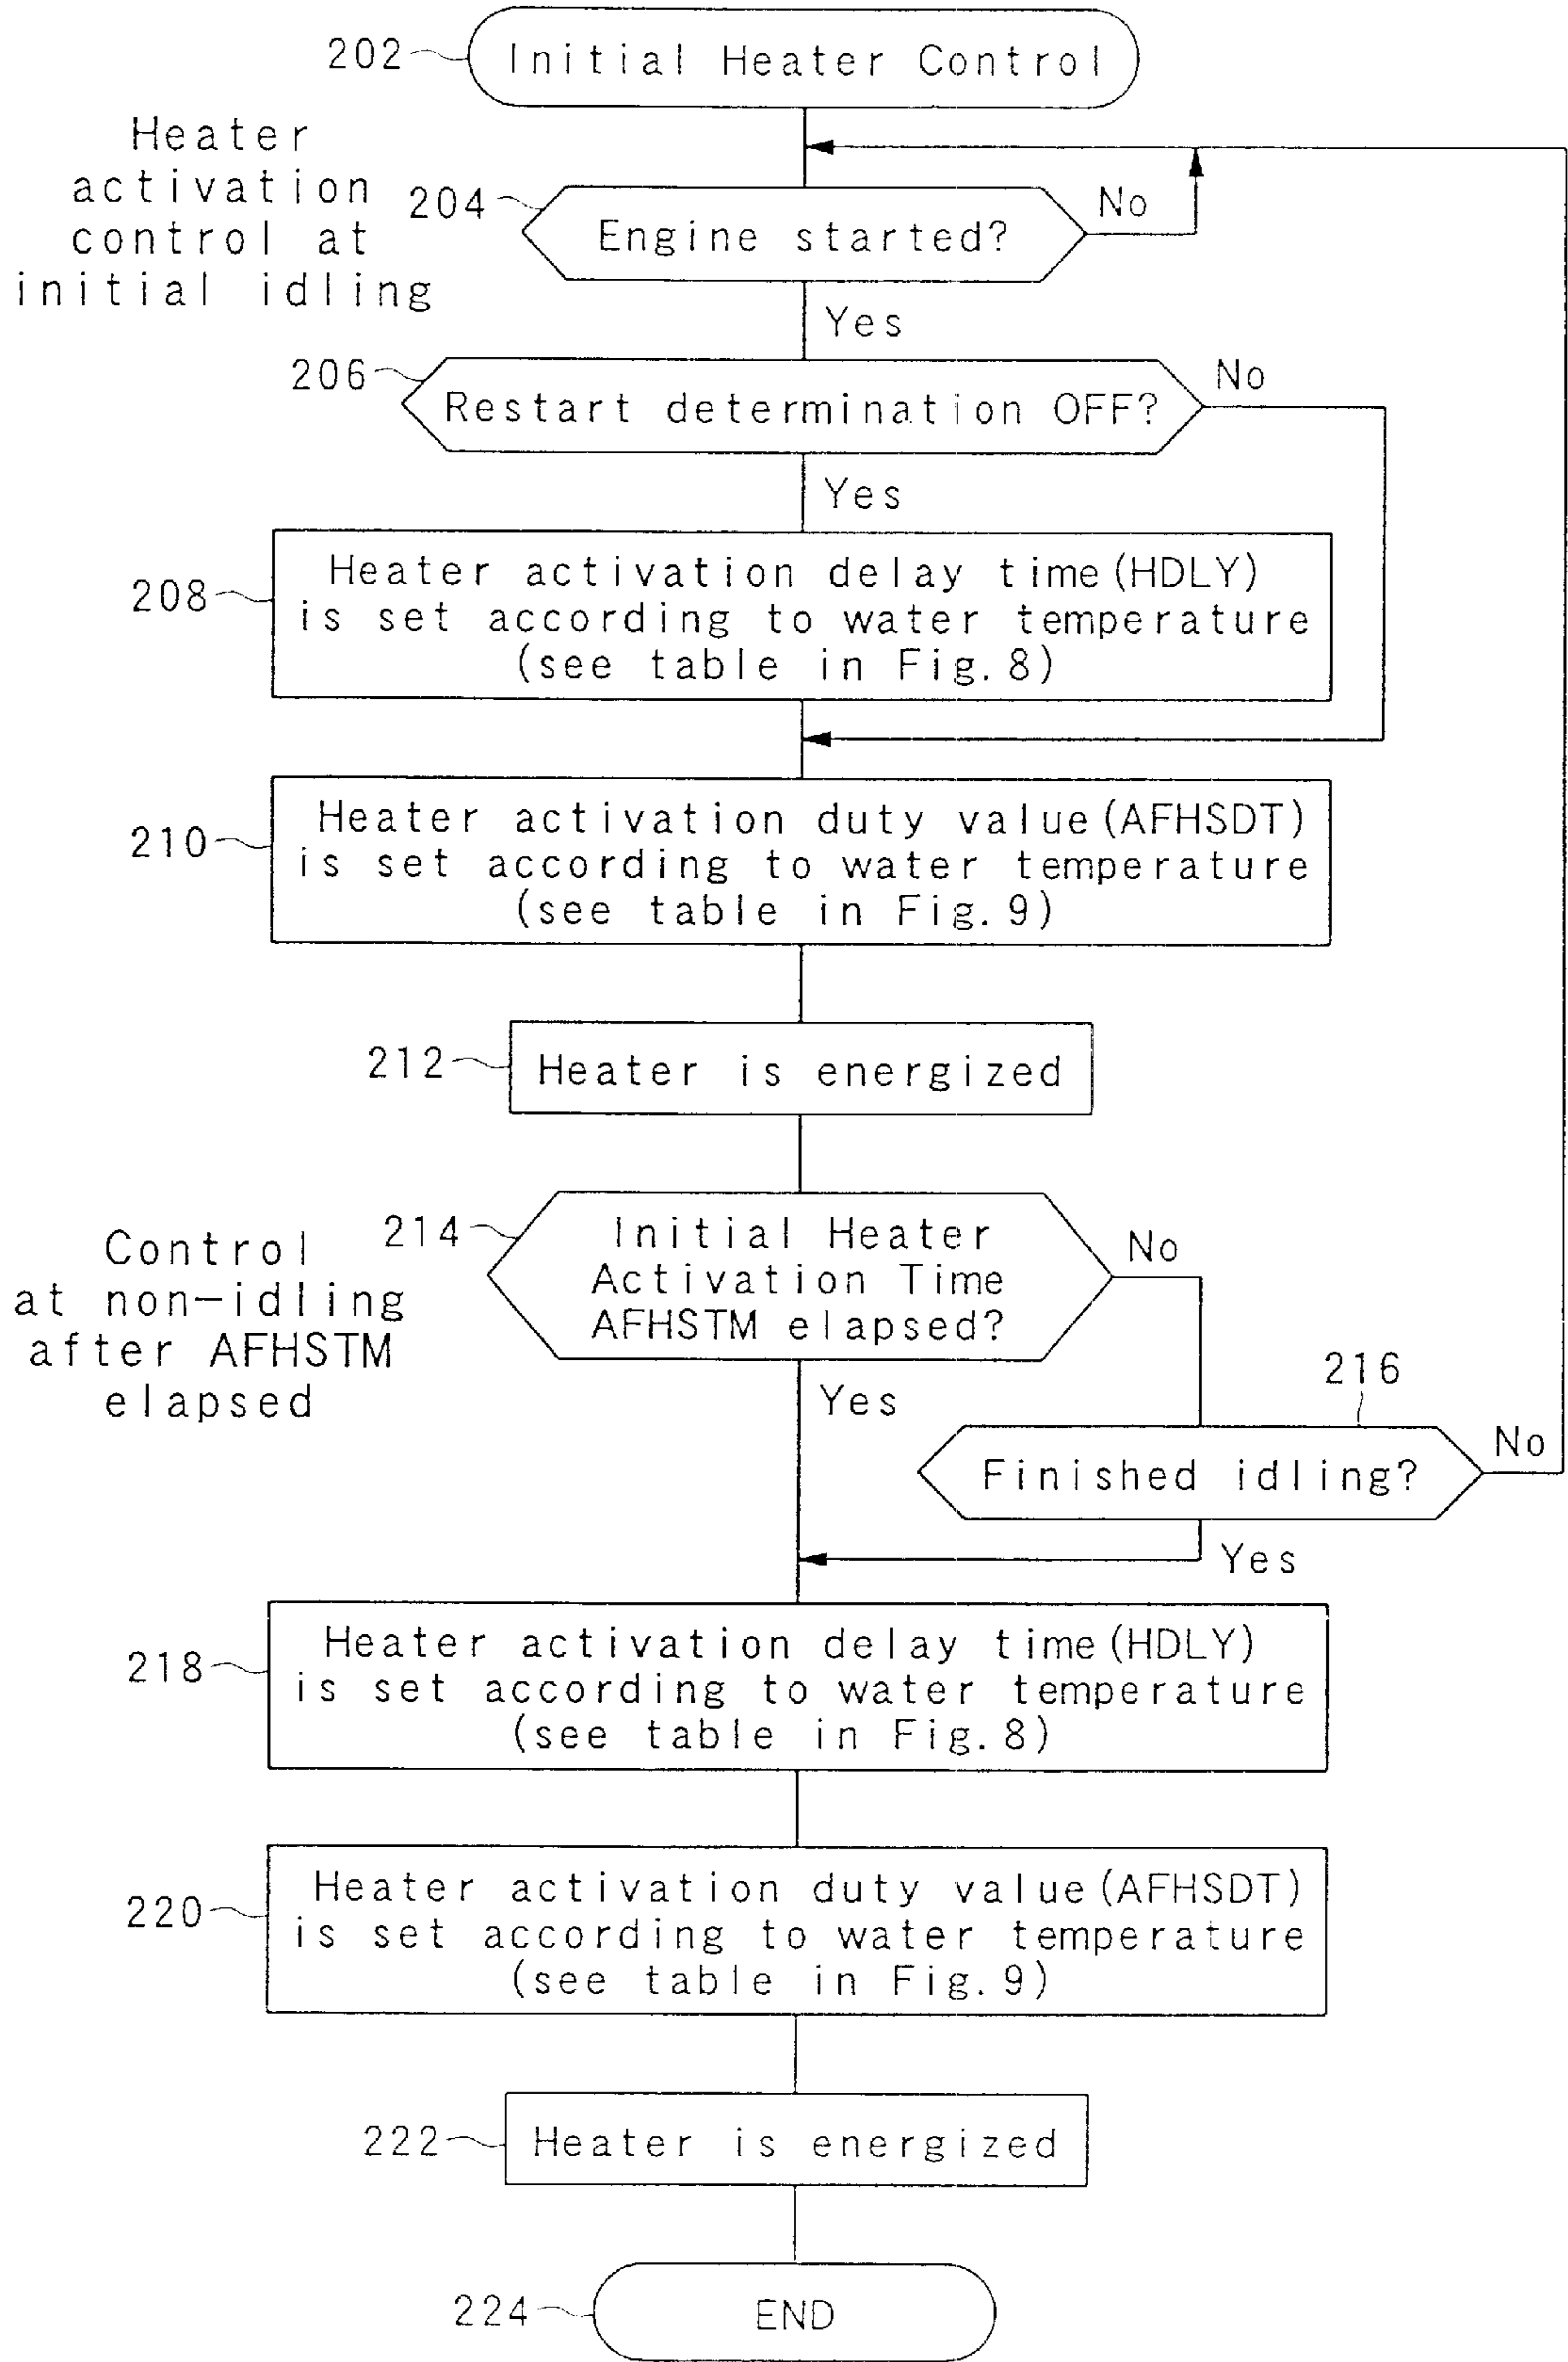 202
Initial Heater Control
Heater
activation
control at
initial idling
204
Engine started?
No
Yes
206
Restart determination OFF?
No
Yes
208
Heater activation delay time(HDLY)
is set according to water temperature
(see table in Fig.8)
210
Heater activation duty value(AFHSDT)
is set according to water temperature
(see table in Fig.9)
212
Heater is energized
Control
at non-idling
after AFHSTM
elapsed
214
Initial Heater
Activation Time
AFHSTM elapsed?
No
Yes
216
Finished idling?
No
Yes
218
Heater activation delay time(HDLY)
is set according to water temperature
(see table in Fig.8)
220
Heater activation duty value(AFHSDT)
is set according to water temperature
(see table in Fig.9)
222
Heater is energized
224
END